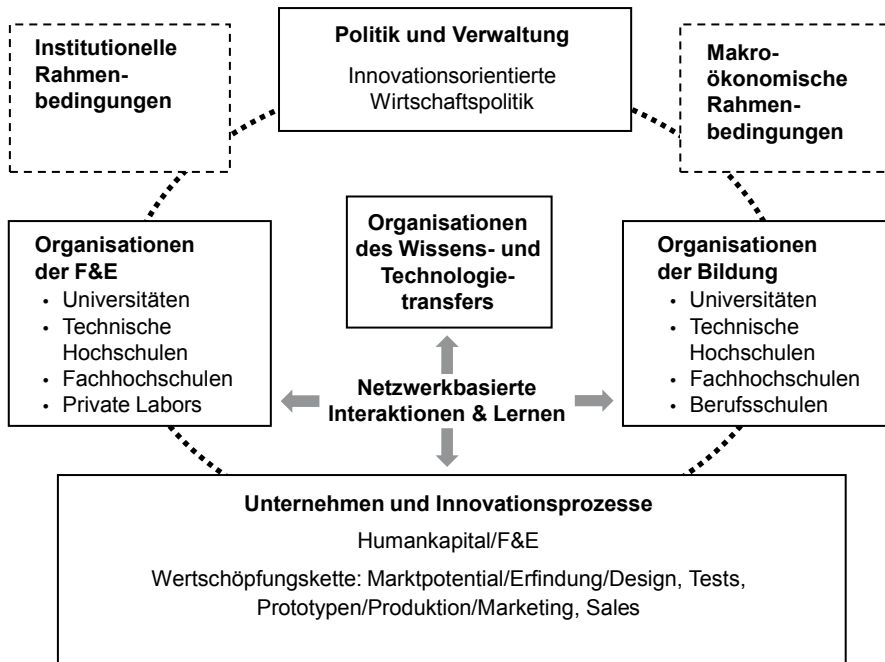 Institutionelle
Rahmen-
bedingungen
Politik und Verwaltung
Innovationsorientierte
Wirtschaftspolitik
Makro-
ökonomische
Rahmen-
bedingungen
Organisationen
der F&E
• Universitäten
• Technische
Hochschulen
• Fachhochschulen
• Private Labors
Organisationen
des Wissens- und
Technologie-
transfers
Organisationen
der Bildung
• Universitäten
• Technische
Hochschulen
• Fachhochschulen
• Berufsschulen
Netzwerkbasierte
Interaktionen & Lernen
Unternehmen und Innovationsprozesse
Humankapital/F&E
Wertschöpfungskette: Marktpotential/Erfindung/Design, Tests,
Prototypen/Produktion/Marketing, Sales